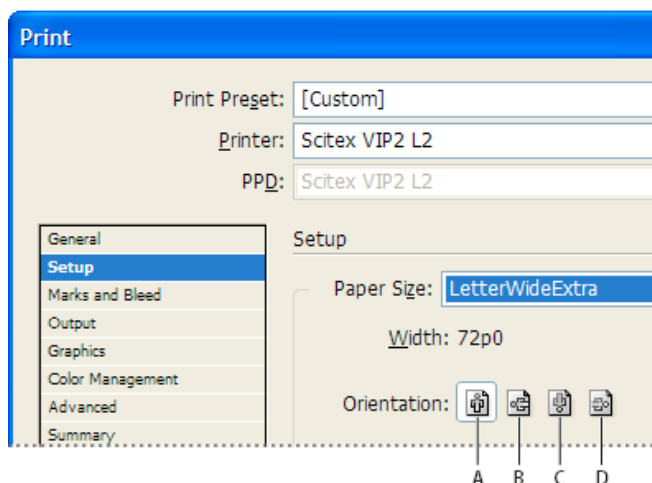 Print
Print Preset: [Custom]
Printer: Scitex VIP2 L2
PPD: Scitex VIP2 L2
General
Setup
Marks and Bleed
Output
Graphics
Color Management
Advanced
Summary
Setup
Paper Size: LetterWideExtra
Width: 72p0
Orientation:
A B C D